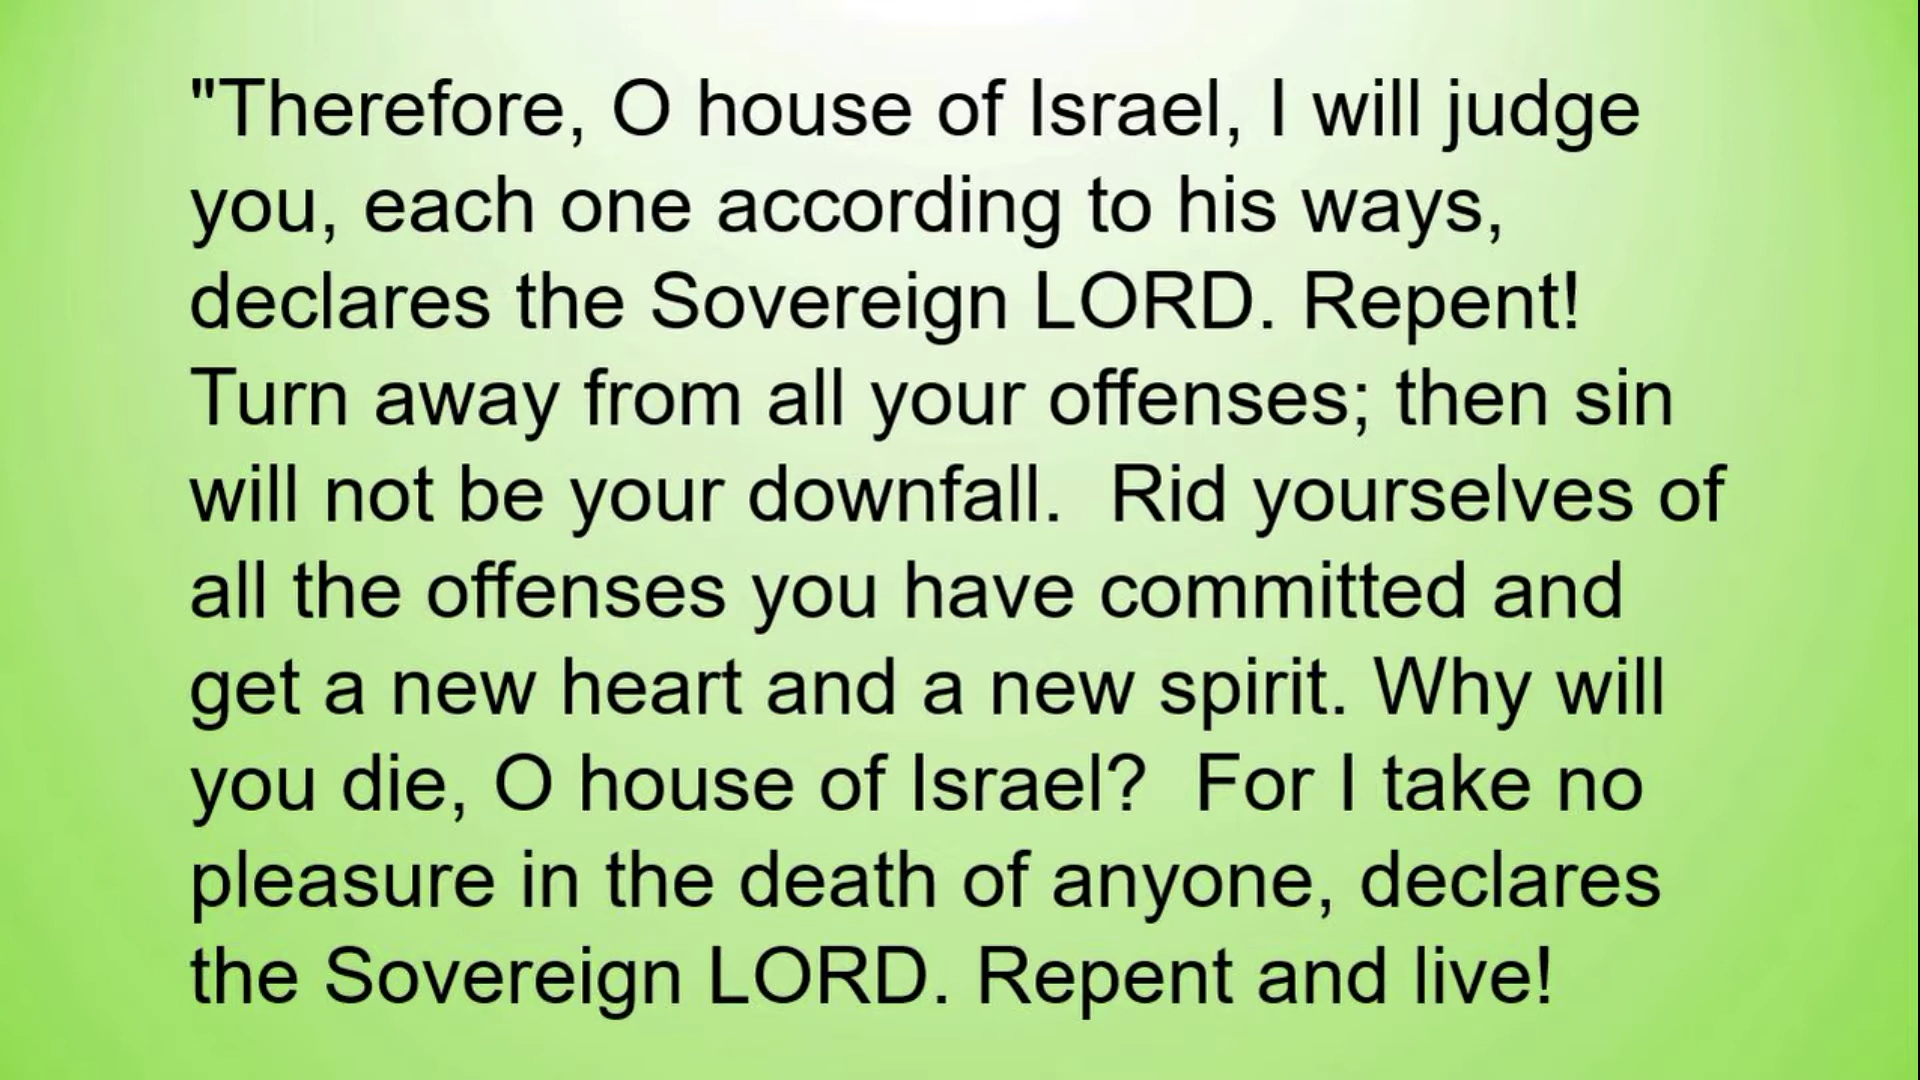 "Therefore, O house of Israel, I will judge
you, each one according to his ways,
declares the Sovereign LORD. Repent!
Turn away from all your offenses; then sin
will not be your downfall.  Rid yourselves of
all the offenses you have committed and
get a new heart and a new spirit. Why will
you die, O house of Israel?  For I take no
pleasure in the death of anyone, declares
the Sovereign LORD. Repent and live!